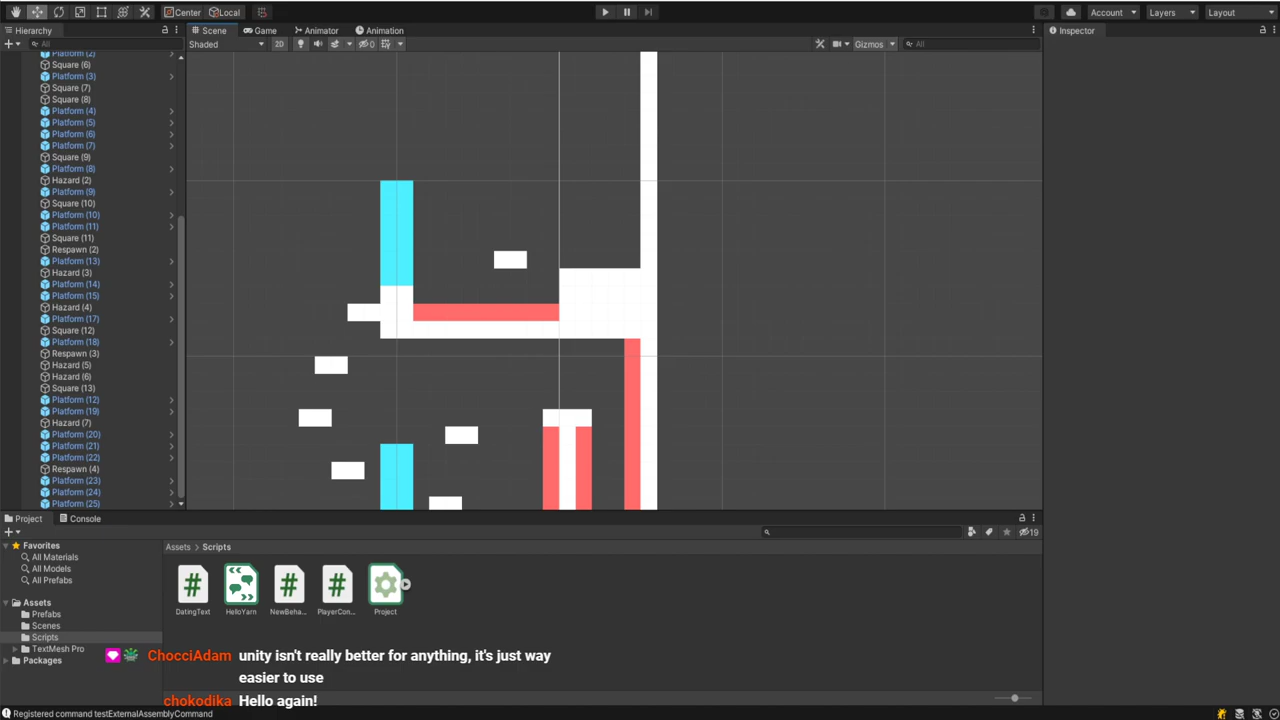 Center
Local
Account
Layers
Layout
Hierarchy
Scene
Game
Animator
Animation
Inspector
All
Shaded
2D
0
Gizmos
All
Platform (2)
Square (6)
Platform (3)
Square (7)
Square (8)
Platform (4)
Platform (5)
Platform (6)
Platform (7)
Square (9)
Platform (8)
Hazard (2)
Platform (9)
Square (10)
Platform (10)
Platform (11)
Square (11)
Respawn (2)
Platform (13)
Hazard (3)
Platform (14)
Platform (15)
Hazard (4)
Platform (17)
Square (12)
Platform (18)
Respawn (3)
Hazard (5)
Hazard (6)
Square (13)
Platform (12)
Platform (19)
Hazard (7)
Platform (20)
Platform (21)
Platform (22)
Respawn (4)
Platform (23)
Platform (24)
Platform (25)
Project
Console
19
Favorites
All Materials
All Models
All Prefabs
Assets
Prefabs
Scenes
Scripts
TextMesh Pro
Packages
Assets > Scripts
DatingText
HelloYarn
NewBeha...
PlayerCon...
Project
ChocciAdam unity isn't really better for anything, it's just way
easier to use
chokodika Hello again!
Registered command testExternalAssemblyCommand